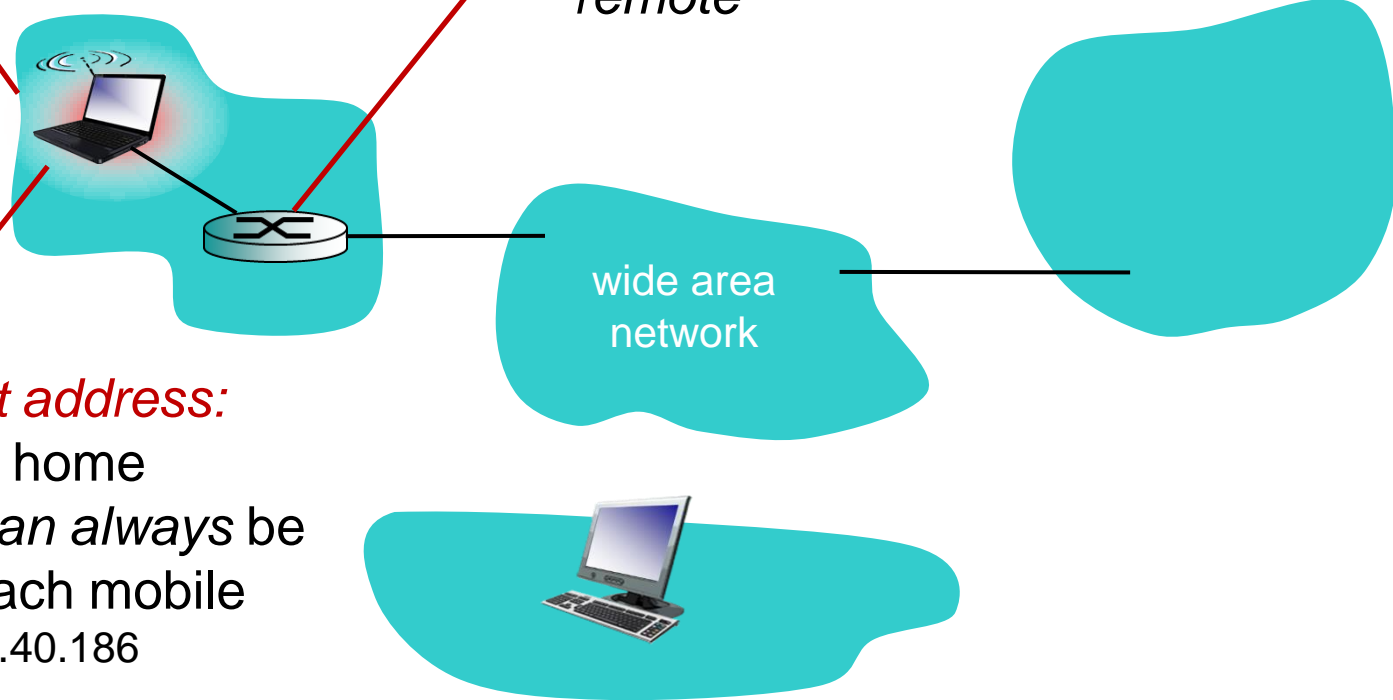 remote
wide area
network
t address:
home
an always be
ach mobile
.40.186